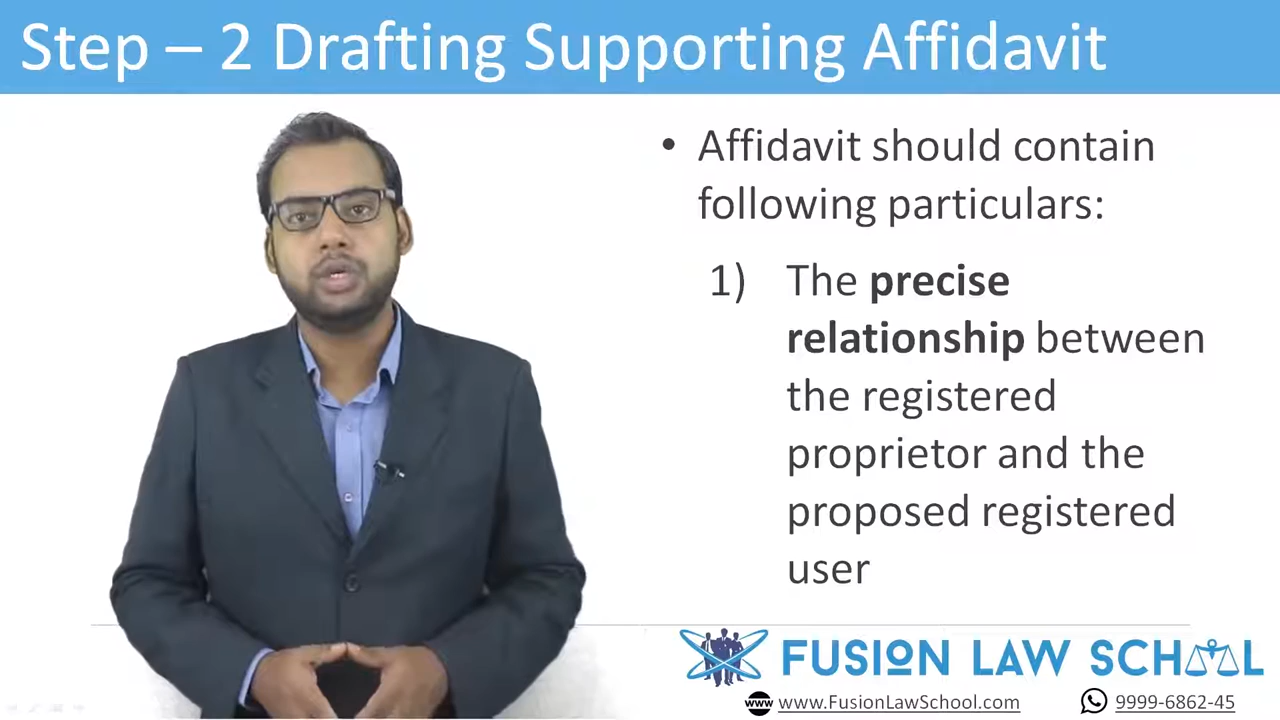 Step – 2 Drafting Supporting Affidavit
• Affidavit should contain
following particulars:
1) The precise
relationship between
the registered
proprietor and the
proposed registered
user
FUSION LAW SCHOOL
www.FusionLawSchool.com
9999-6862-45